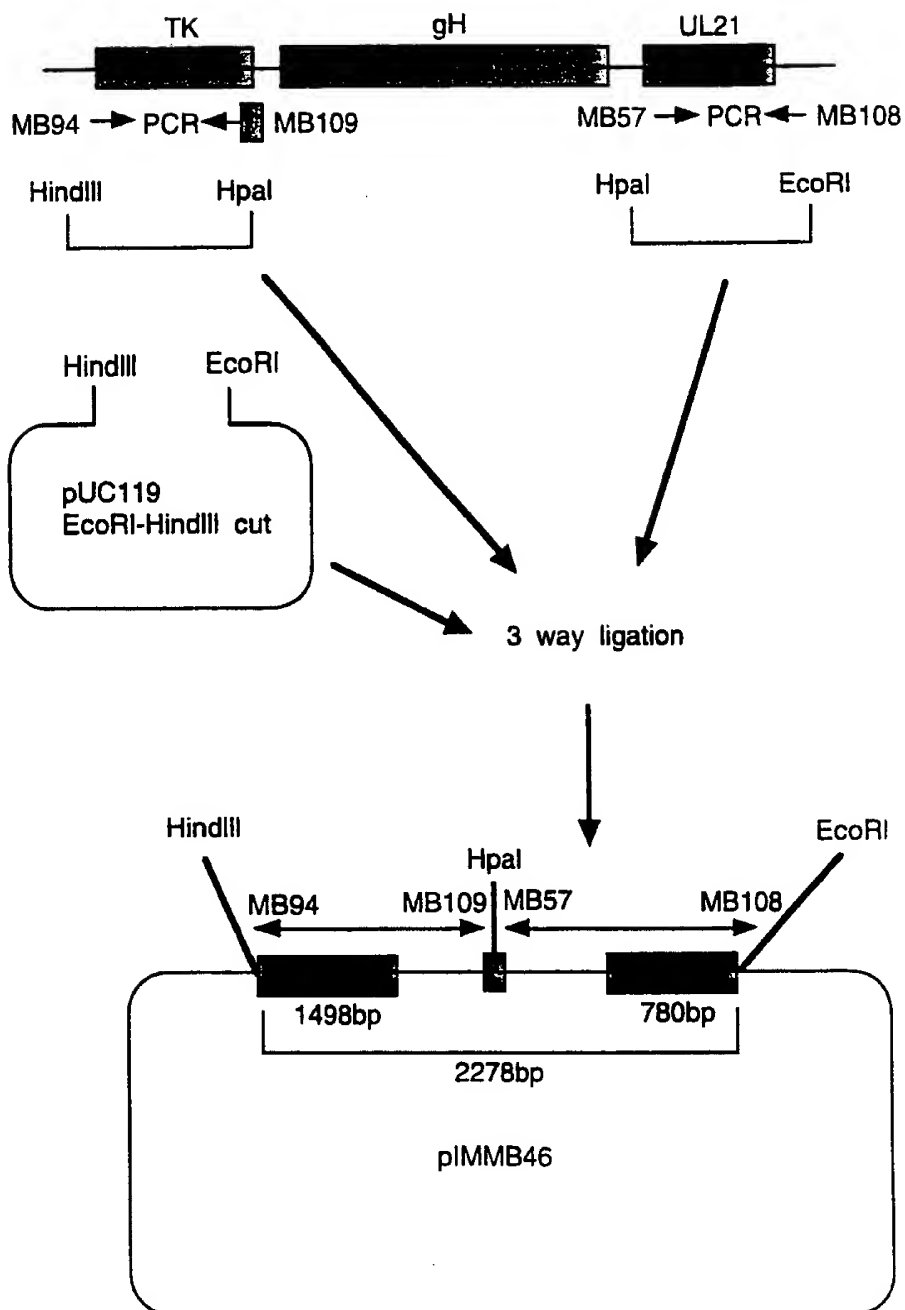 TK gH UL21
MB94 PCR MB109 MB57 PCR MB108
HindIII HpaI HpaI EcoRI
HindIII EcoRI
pUC119
EcoRI-HindIII cut
3 way ligation
HindIII HpaI EcoRI
MB94 MB109 MB57 MB108
1498bp 780bp
2278bp
pIMMB46